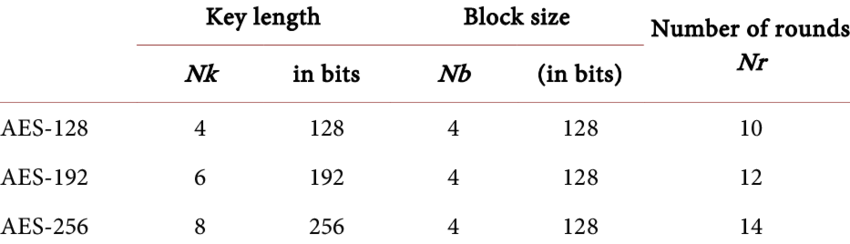 Key length Block size Number of rounds
Nk in bits Nb (in bits) Nr
AES-128 4 128 4 128 10
AES-192 6 192 4 128 12
AES-256 8 256 4 128 14